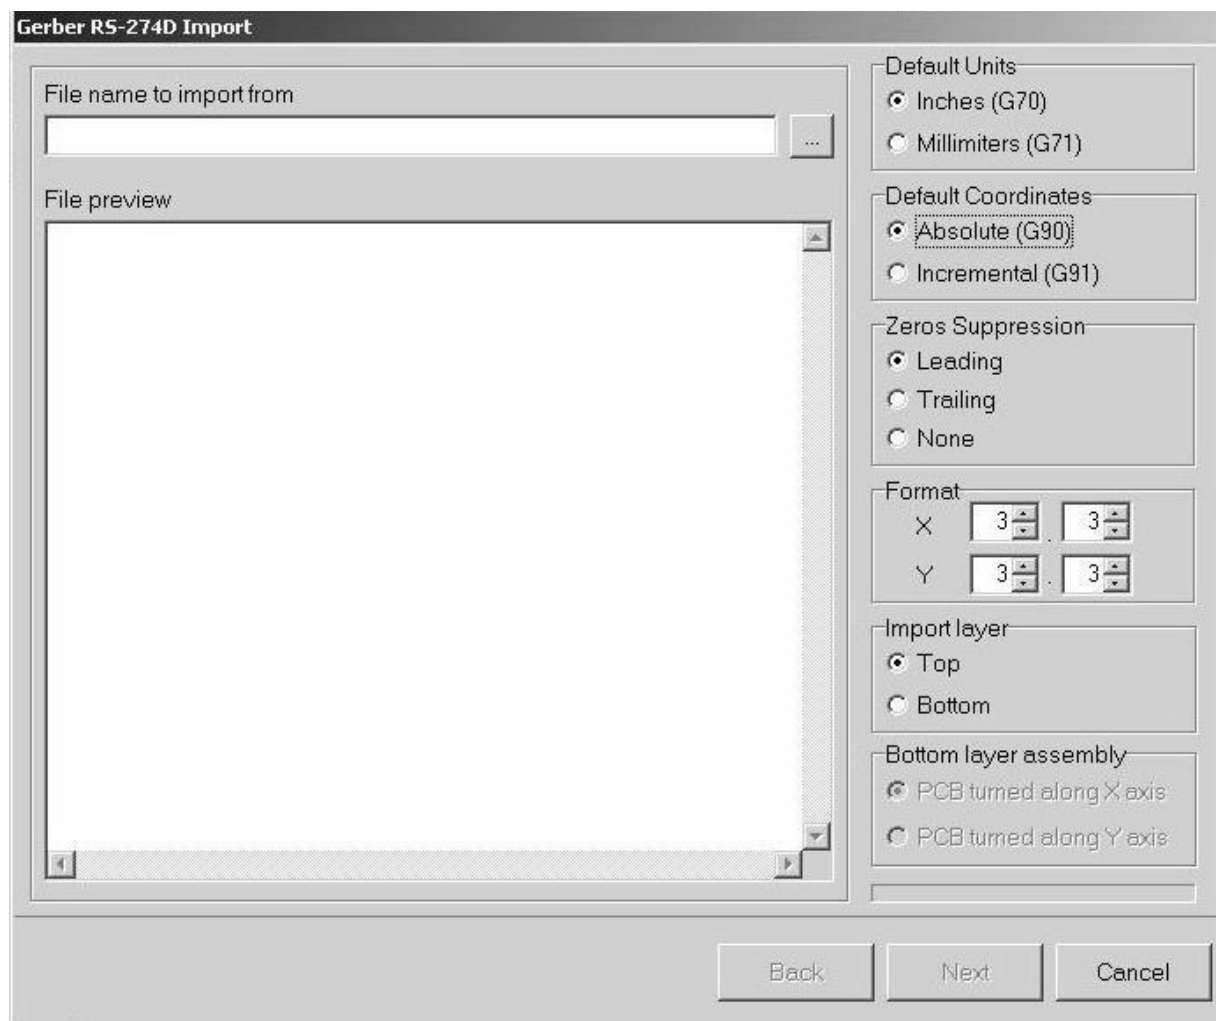 Gerber RS-274D Import
File name to import from
...
File preview
Default Units
Inches (G70)
Millimiters (G71)
Default Coordinates
Absolute (G90)
Incremental (G91)
Zeros Suppression
Leading
Trailing
None
Format
X 3 . 3
Y 3 . 3
Import layer
Top
Bottom
Bottom layer assembly
PCB turned along X axis
PCB turned along Y axis
Back Next Cancel